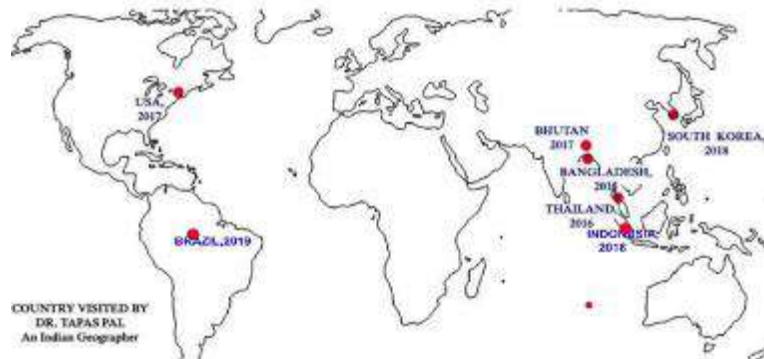 USA,
2017
BHUTAN
2017
SOUTH KOREA,
2018
BANGLADESH,
THAILAND,
2016
INDONESIA,
2018
BRAZIL,2019
COUNTRY VISITED BY
DR. TAPAS PAL
An Indian Geographer